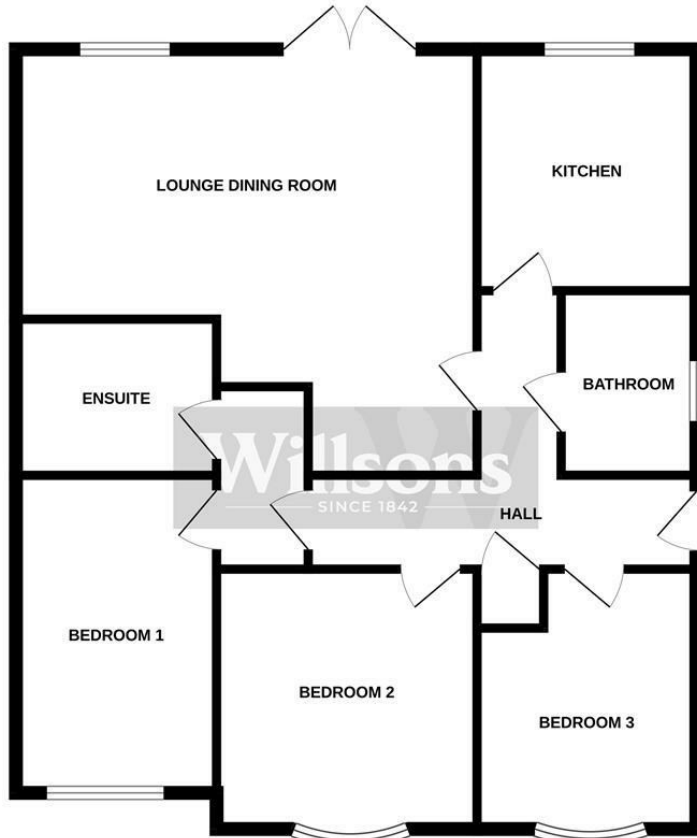 LOUNGE DINING ROOM
KITCHEN
ENSUITE
BATHROOM
Willsons
SINCE 1842
HALL
BEDROOM 1
BEDROOM 2
BEDROOM 3